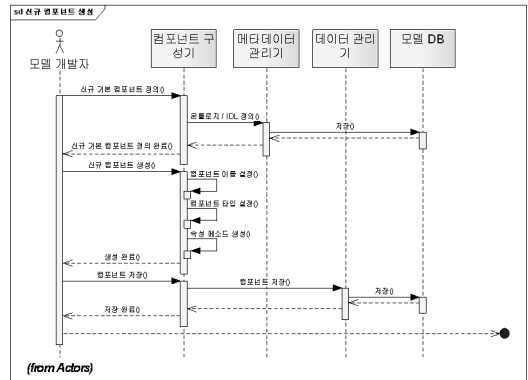 sd 신규 컴포넌트 생성
모델 개발자
컴포넌트 구
성기
메타 데이터
관리기
데이터 관리
기
모델 DB
신규 기본 컴포넌트 정의()
온톨로지 / IDL 정의()
저장()
신규 기본 컴포넌트 정의 완료()
신규 컴포넌트 생성()
컴포넌트 이름 설정()
컴포넌트 타입 설정()
속성 메소드 생성()
생성 완료()
컴포넌트 저장()
컴포넌트 저장()
저장()
저장 완료()
(from Actors)